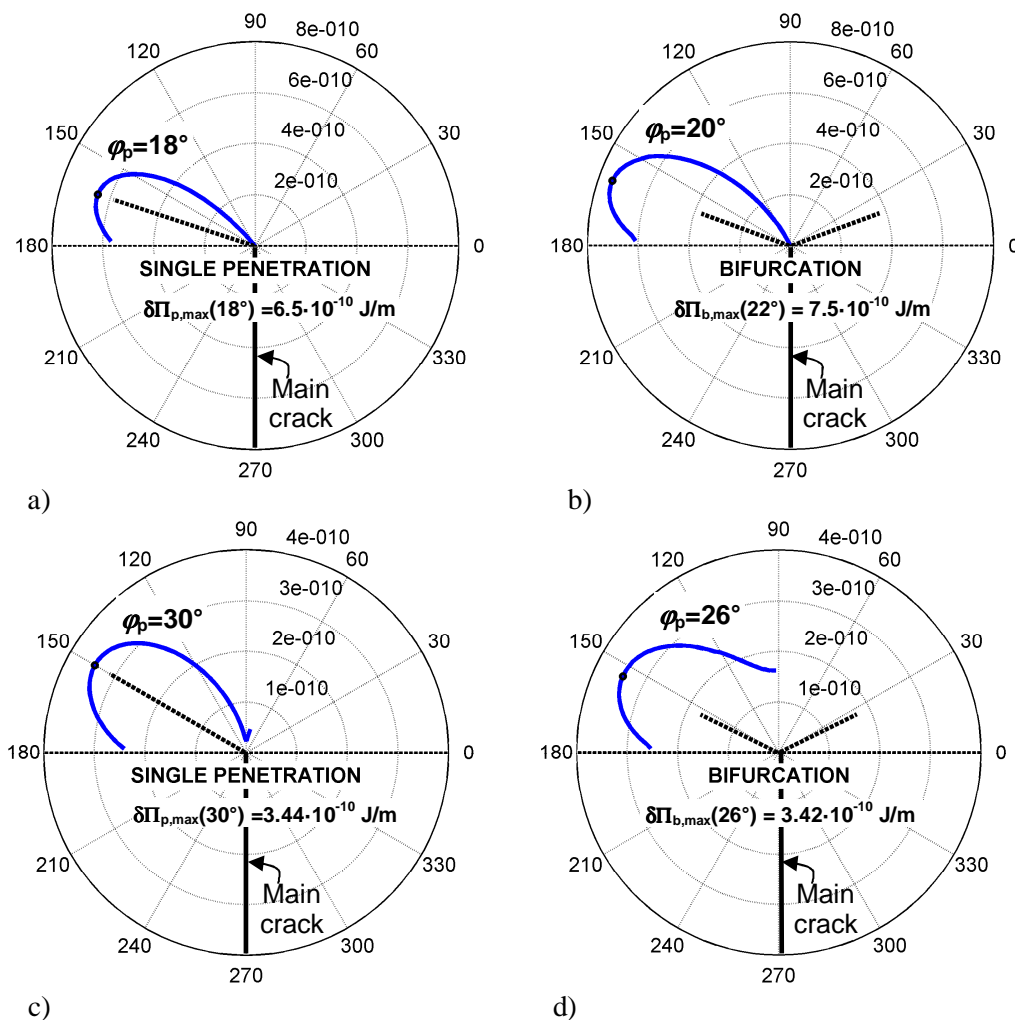 90
8e-010
120
60
6e-010
150
φp=18°
4e-010
30
2e-010
180
0
SINGLE PENETRATION
δΠp,max(18°) =6.5·10-10 J/m
210
330
Main
crack
240
300
270
a)
90
8e-010
120
60
6e-010
150
φp=20°
4e-010
30
2e-010
180
0
BIFURCATION
δΠb,max(22°) = 7.5·10-10 J/m
210
330
Main
crack
240
300
270
b)
90
4e-010
120
60
3e-010
φp=30°
150
2e-010
30
1e-010
180
0
SINGLE PENETRATION
δΠp,max(30°) =3.44·10-10 J/m
210
330
Main
crack
240
300
270
c)
90
4e-010
120
60
3e-010
φp=26°
150
2e-010
30
1e-010
180
0
BIFURCATION
δΠb,max(26°) = 3.42·10-10 J/m
210
330
Main
crack
240
300
270
d)